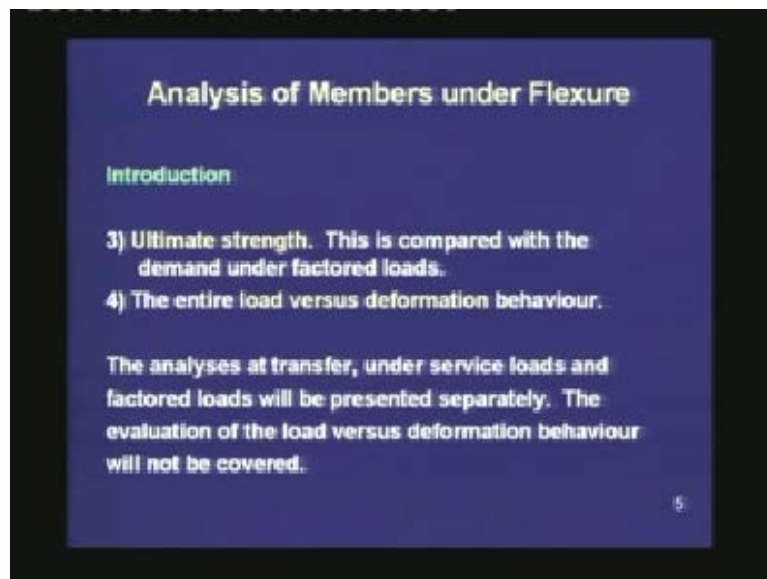 Analysis of Members under Flexure
Introduction
3) Ultimate strength. This is compared with the
demand under factored loads.
4) The entire load versus deformation behaviour.
The analyses at transfer, under service loads and
factored loads will be presented separately. The
evaluation of the load versus deformation behaviour
will not be covered.
5